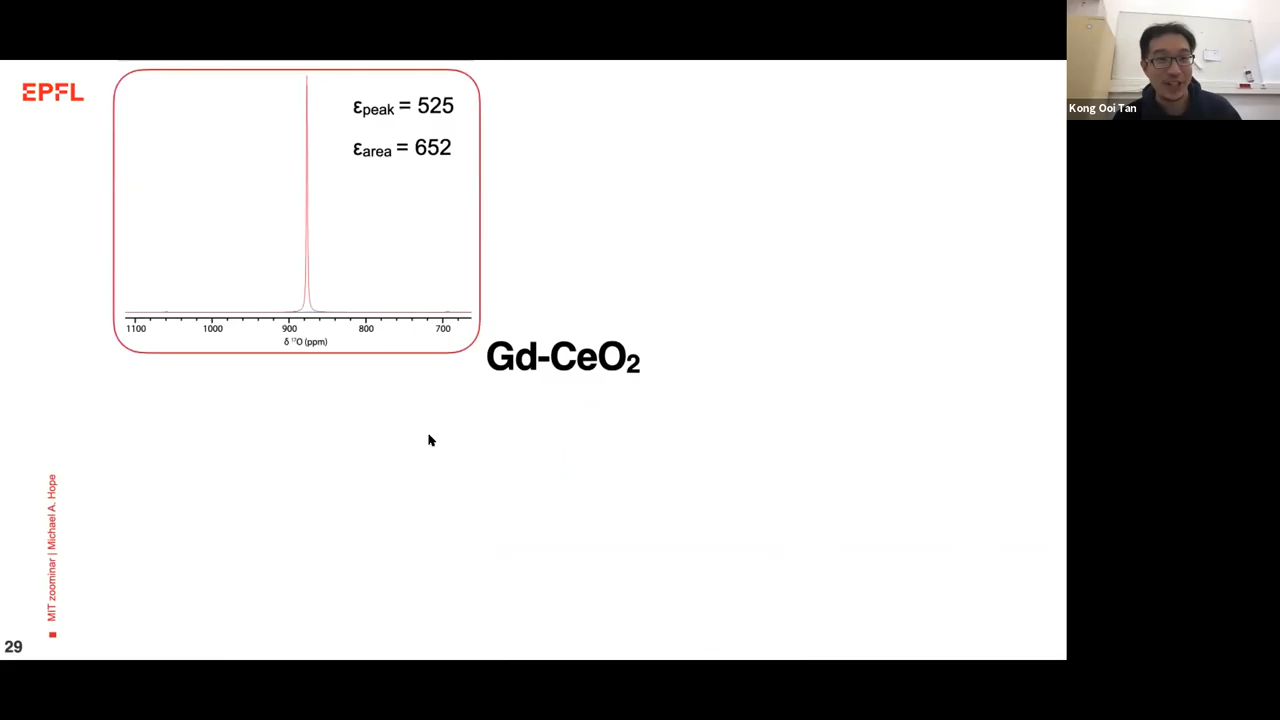 EPFL
εpeak = 525
εarea = 652
1100 1000 900 800 700
δ ¹⁷O (ppm)
Gd-CeO₂
MIT zoominar | Michael A. Hope
29
Kong Ooi Tan